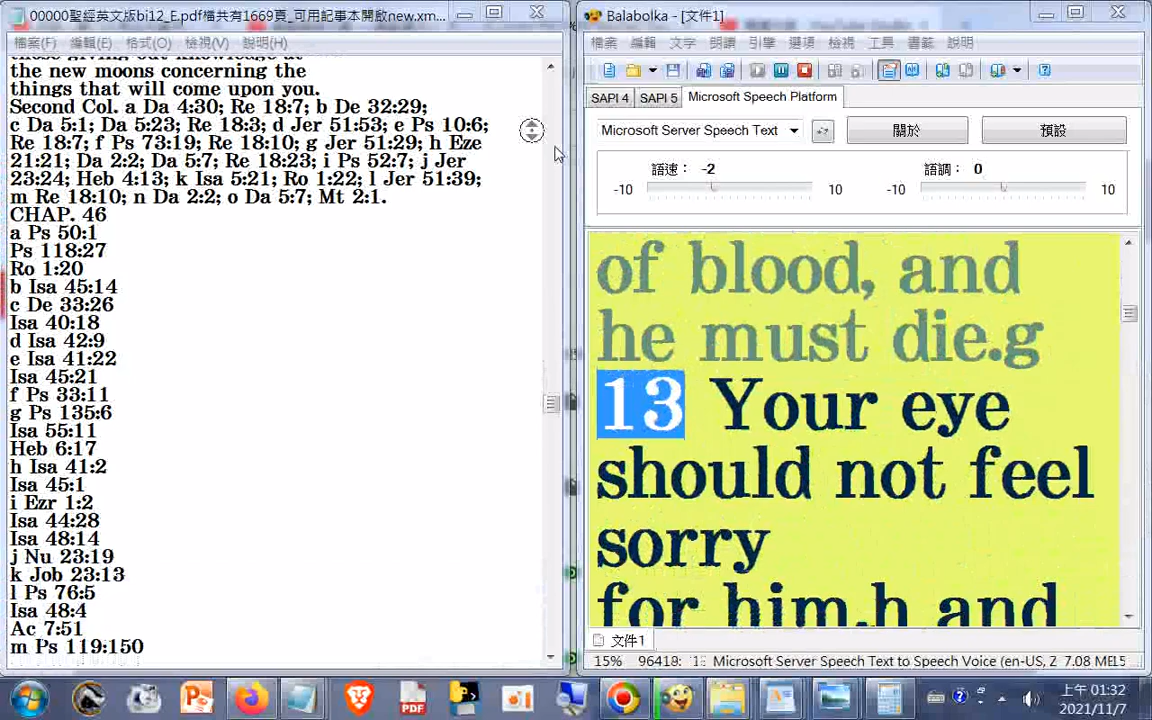 00000聖經英文版bi12_E.pdf檔共有1669頁_可用記事本開啟new.xm...
檔案(F) 編輯(E) 格式(O) 檢視(V) 說明(H)
those giving out knowledge at
the new moons concerning the
things that will come upon you.
Second Col. a Da 4:30; Re 18:7; b De 32:29;
c Da 5:1; Da 5:23; Re 18:3; d Jer 51:53; e Ps 10:6;
Re 18:7; f Ps 73:19; Re 18:10; g Jer 51:29; h Eze
21:21; Da 2:2; Da 5:7; Re 18:23; i Ps 52:7; j Jer
23:24; Heb 4:13; k Isa 5:21; Ro 1:22; l Jer 51:39;
m Re 18:10; n Da 2:2; o Da 5:7; Mt 2:1.
CHAP. 46
a Ps 50:1
Ps 118:27
Ro 1:20
b Isa 45:14
c De 33:26
Isa 40:18
d Isa 42:9
e Isa 41:22
Isa 45:21
f Ps 33:11
g Ps 135:6
Isa 55:11
Heb 6:17
h Isa 41:2
Isa 45:1
i Ezr 1:2
Isa 44:28
Isa 48:14
j Nu 23:19
k Job 23:13
l Ps 76:5
Isa 48:4
Ac 7:51
m Ps 119:150
Balabolka - [文件1]
檔案 編輯 文字 朗讀 引擎 選項 檢視 工具 書籤 說明
SAPI 4 SAPI 5 Microsoft Speech Platform
Microsoft Server Speech Text 關於 預設
語速： -2 語調： 0
-10 10 -10 10
of blood, and
he must die.g
13 Your eye
should not feel
sorry
for him,h and
文件1
15% 96418: Microsoft Server Speech Text to Speech Voice (en-US, Z 7.08
PDF
上午 01:32
2021/11/7